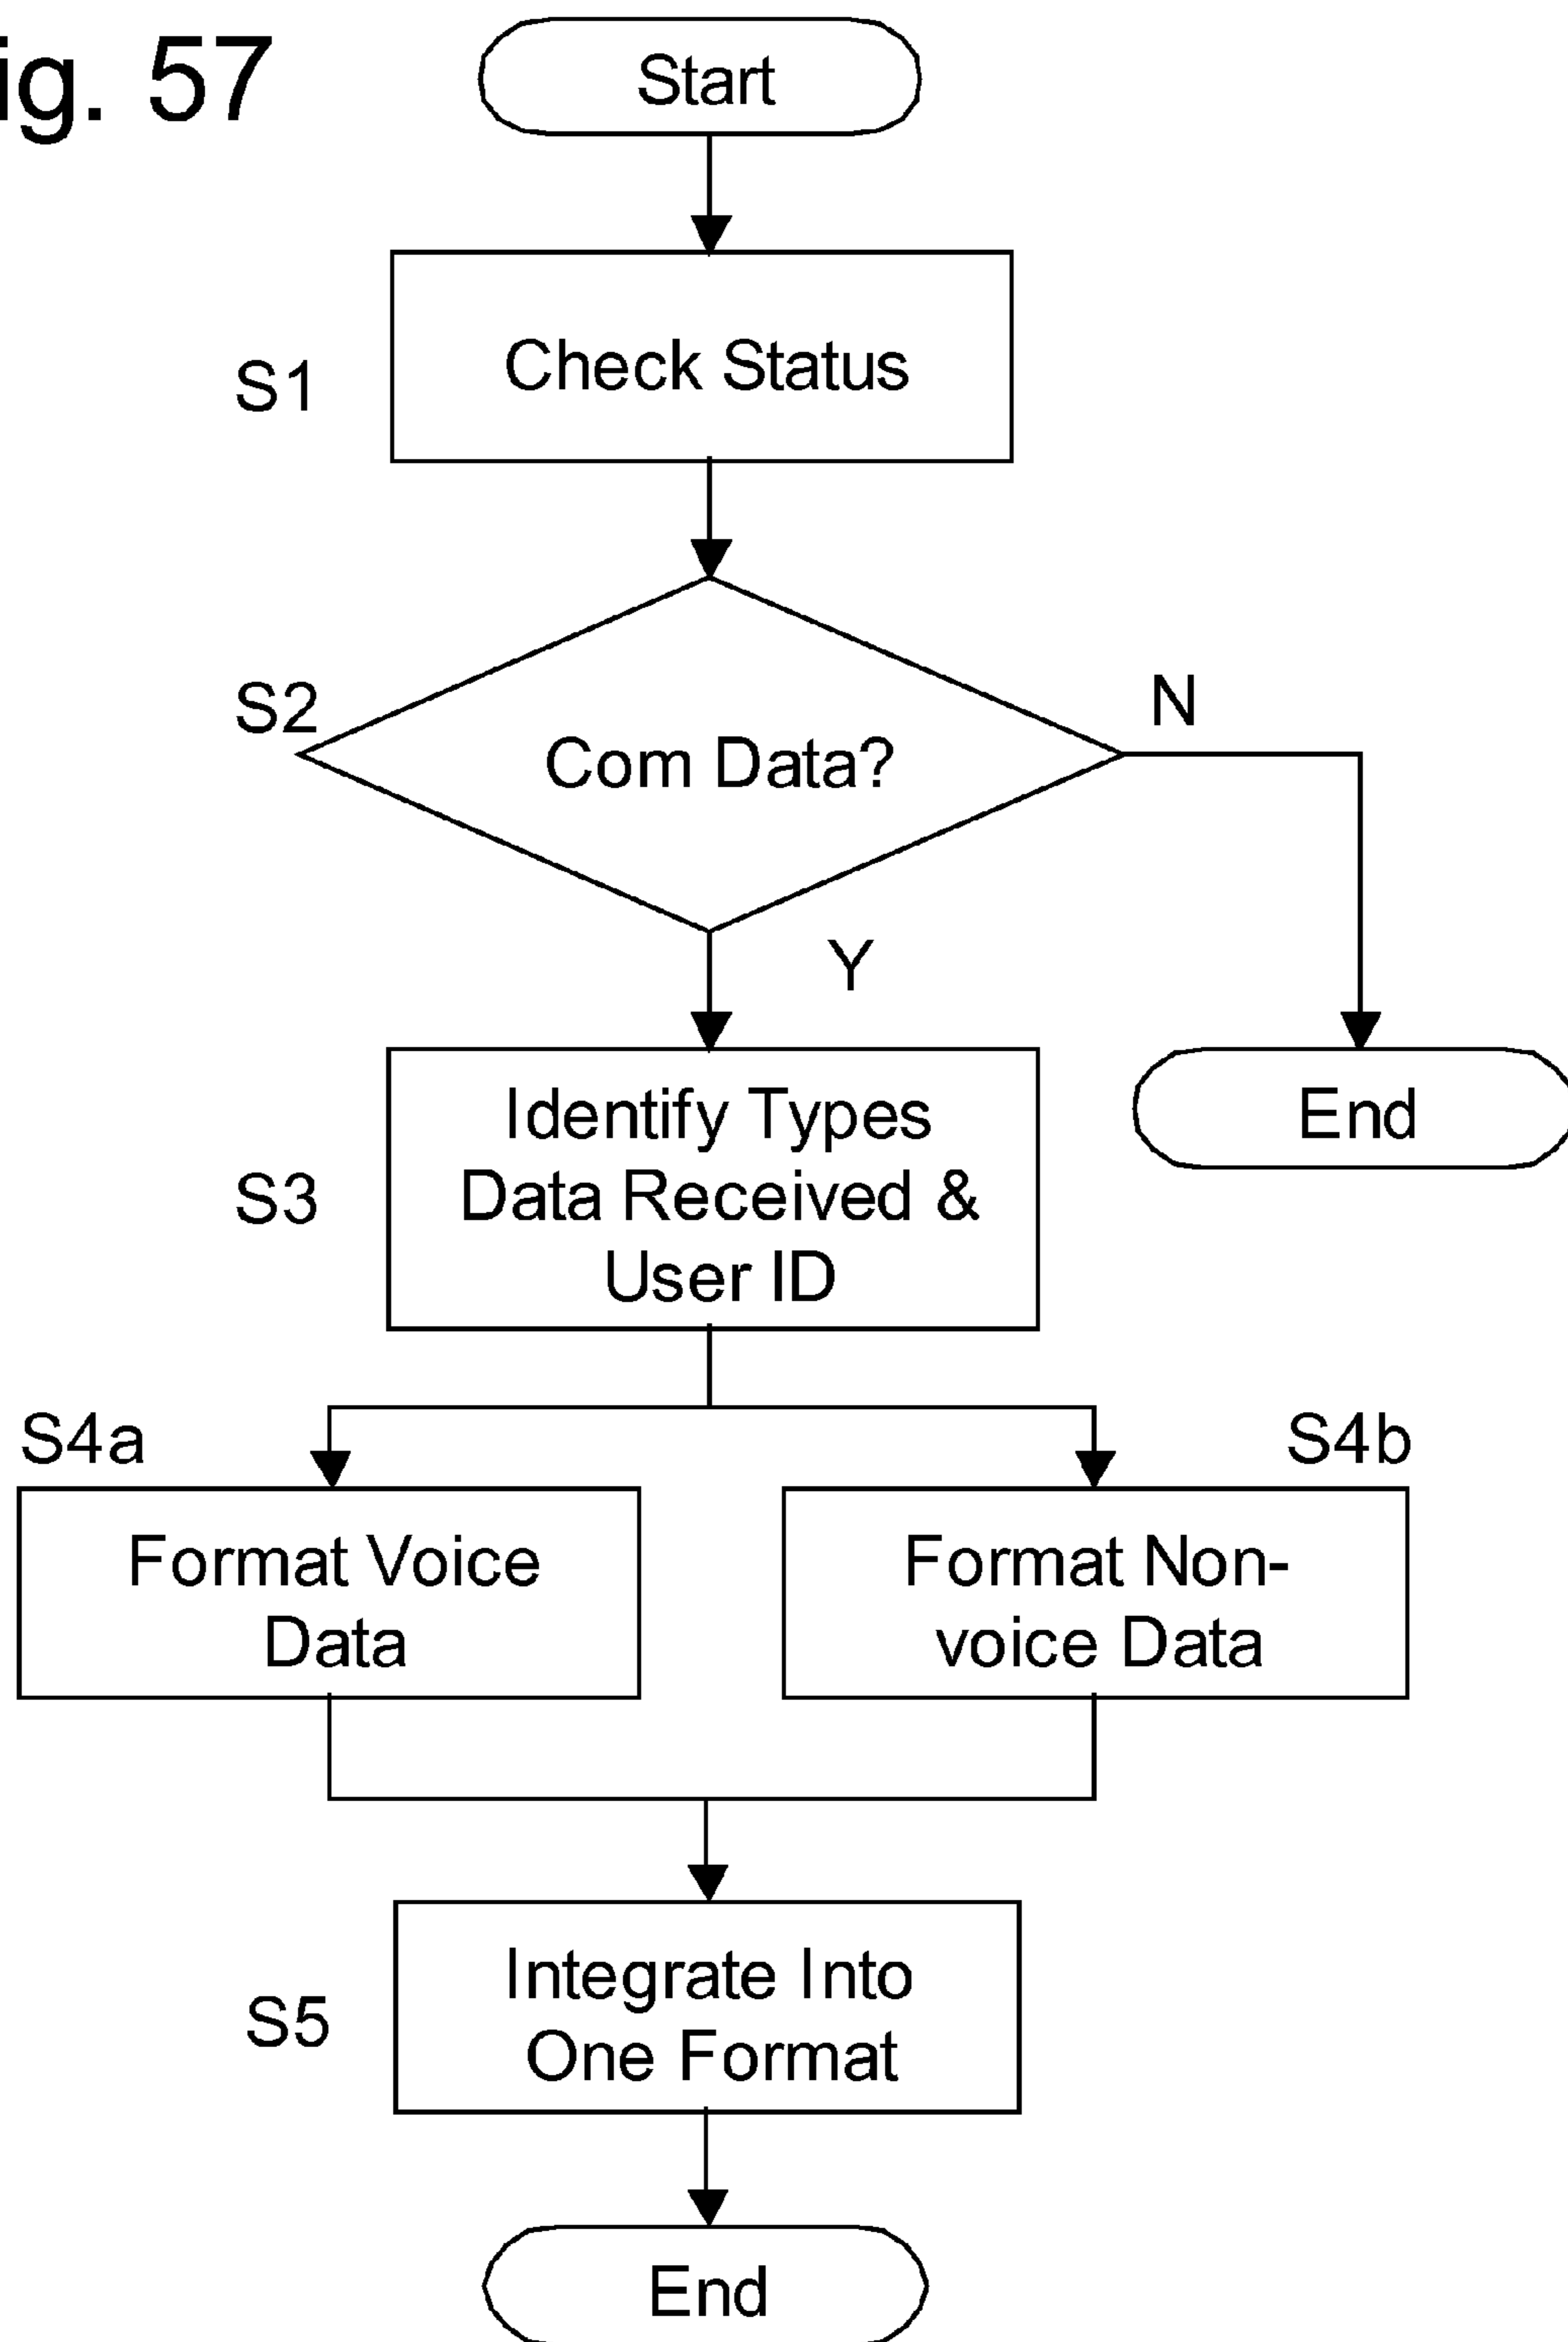 ig. 57
Start
S1
Check Status
S2
Com Data?
N
Y
S3
Identify Types
Data Received &
User ID
End
S4a
S4b
Format Voice
Data
Format Non-
voice Data
S5
Integrate Into
One Format
End